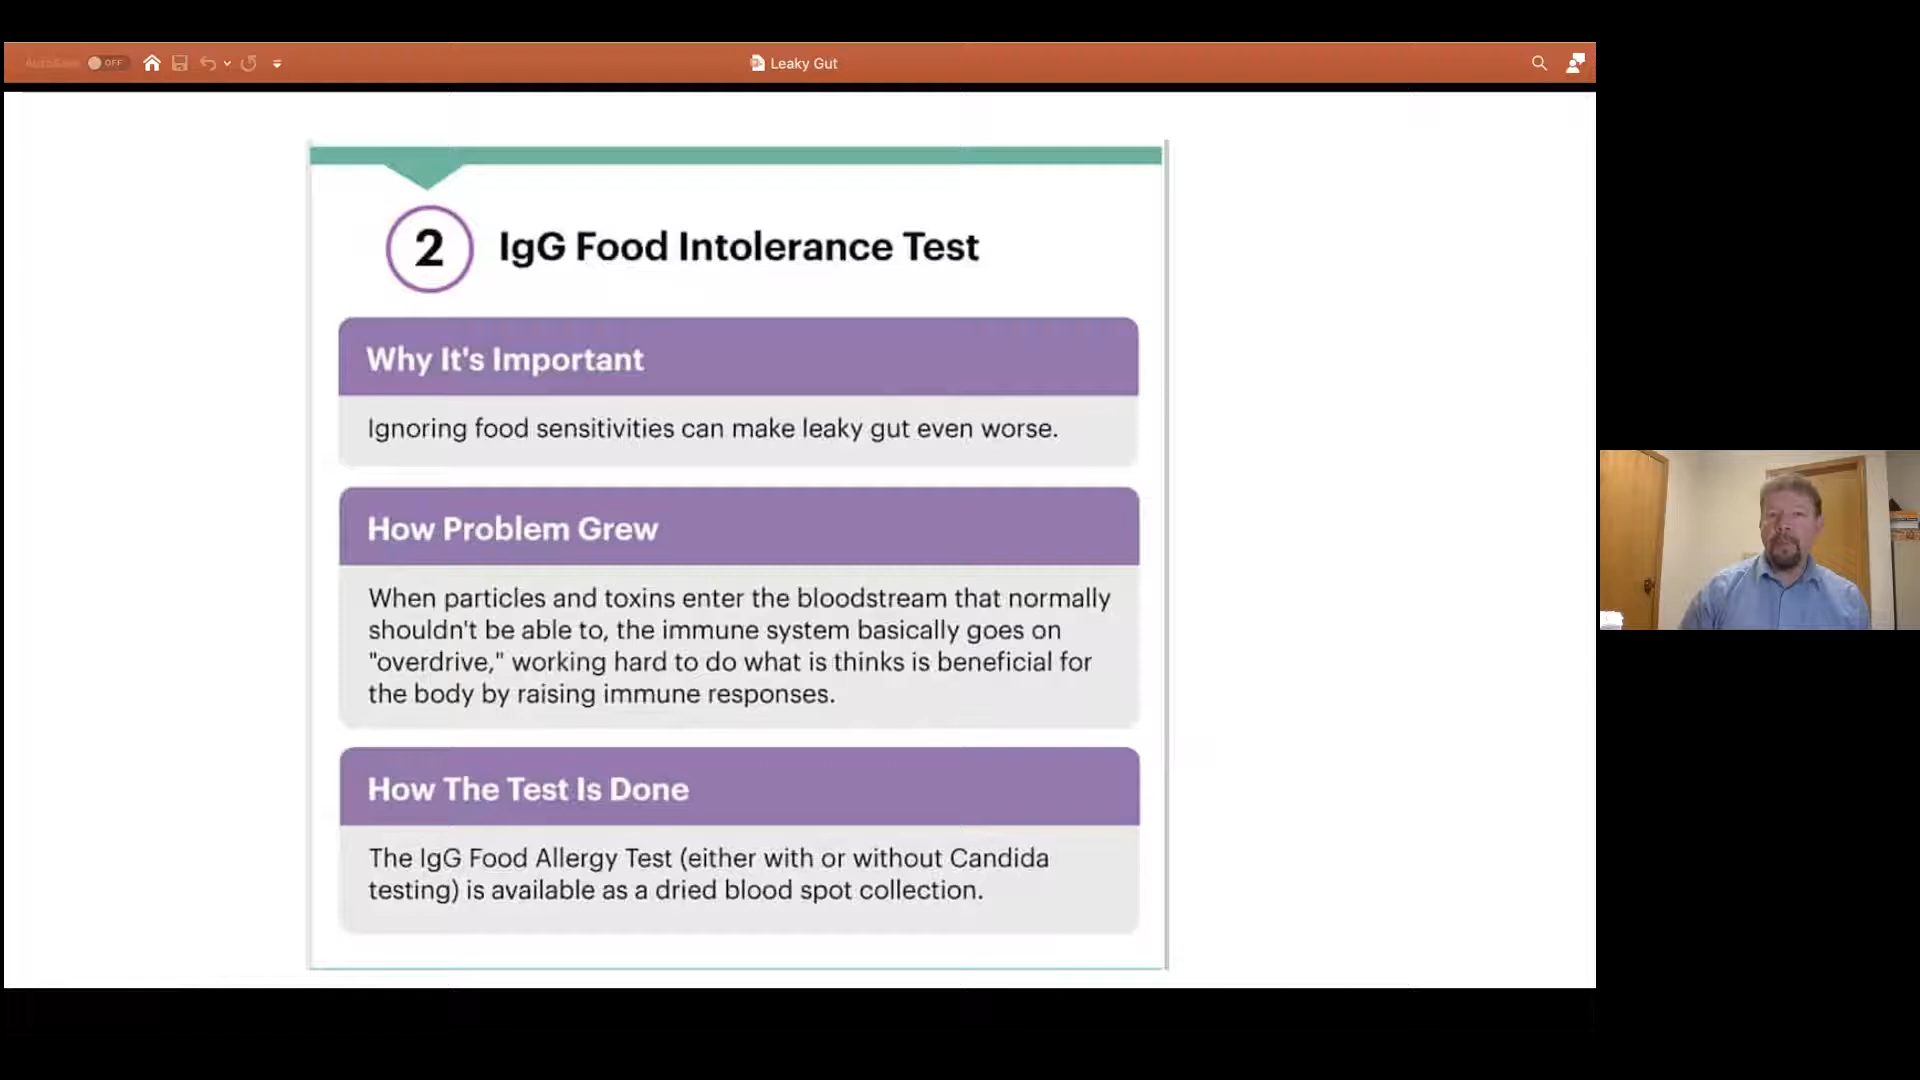 AutoSave OFF
Leaky Gut
2 IgG Food Intolerance Test
Why It's Important
Ignoring food sensitivities can make leaky gut even worse.
How Problem Grew
When particles and toxins enter the bloodstream that normally
shouldn't be able to, the immune system basically goes on
"overdrive," working hard to do what is thinks is beneficial for
the body by raising immune responses.
How The Test Is Done
The IgG Food Allergy Test (either with or without Candida
testing) is available as a dried blood spot collection.